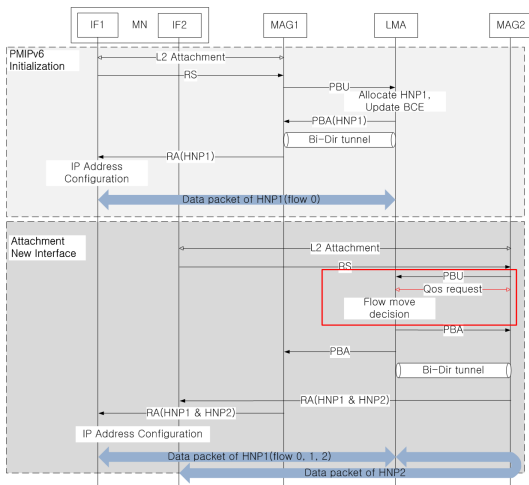 IF1 MN IF2 MAG1 LMA MAG2
PMIPv6
Initialization
L2 Attachment
RS
PBU
Allocate HNP1,
Update BCE
PBA(HNP1)
Bi-Dir tunnel
RA(HNP1)
IP Address
Configuration
Data packet of HNP1(flow 0)
Attachment
New Interface
L2 Attachment
RS
PBU
Qos request
Flow move
decision
PBA
PBA
Bi-Dir tunnel
RA(HNP1 & HNP2)
RA(HNP1 & HNP2)
IP Address Configuration
Data packet of HNP1(flow 0, 1, 2)
Data packet of HNP2